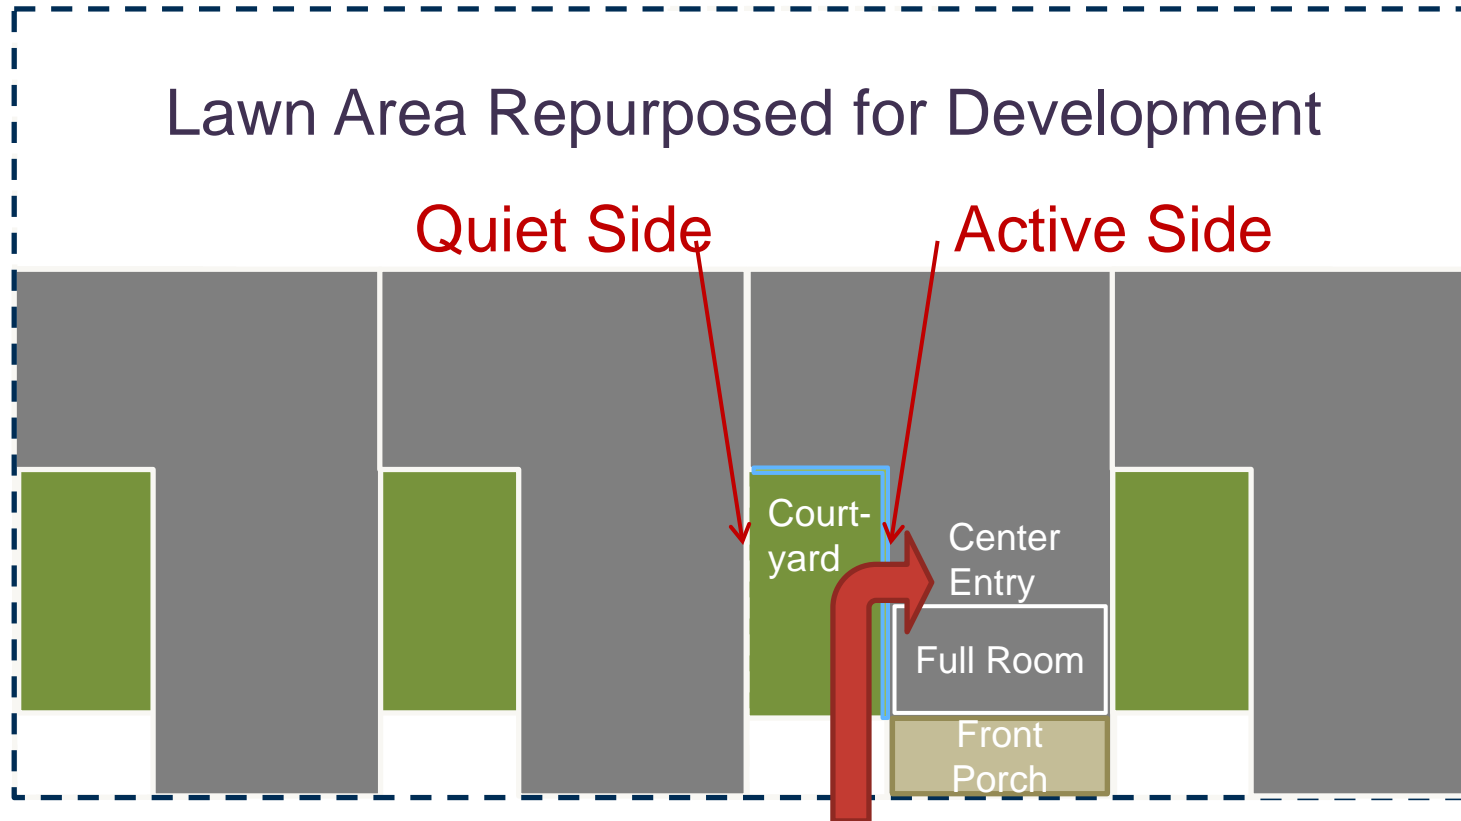 Lawn Area Repurposed for Development
Quiet Side
Active Side
Court-
yard
Center
Entry
Full Room
Front
Porch